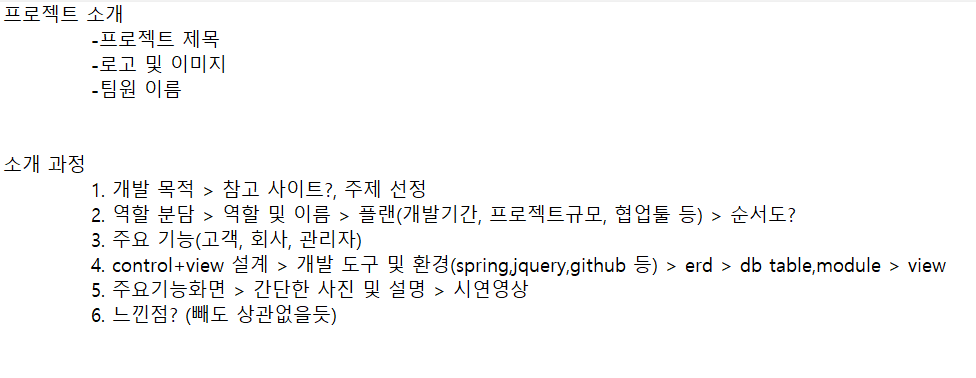 프로젝트 소개
-프로젝트 제목
-로고 및 이미지
-팀원 이름
소개 과정
1. 개발 목적 > 참고 사이트?, 주제 선정
2. 역할 분담 > 역할 및 이름 > 플랜(개발기간, 프로젝트규모, 협업툴 등) > 순서도?
3. 주요 기능(고객, 회사, 관리자)
4. control+view 설계 > 개발 도구 및 환경(spring,jquery,github 등) > erd > db table,module > view
5. 주요기능화면 > 간단한 사진 및 설명 > 시연영상
6. 느낀점? (빼도 상관없을듯)